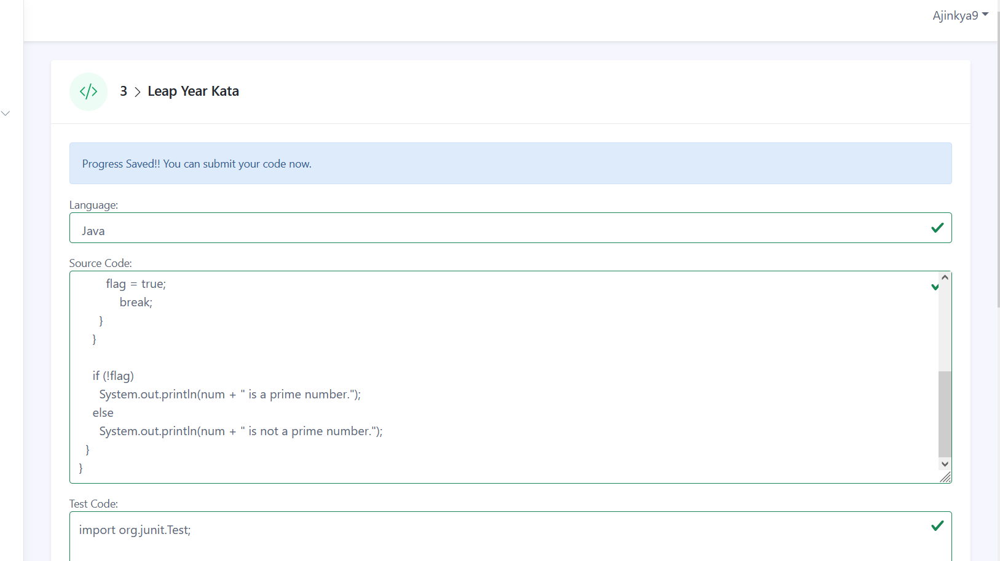 Ajinkya9
3 > Leap Year Kata
Progress Saved!! You can submit your code now.
Language:
Java
Source Code:
flag = true;
break;
}
}
if (!flag)
System.out.println(num + " is a prime number.");
else
System.out.println(num + " is not a prime number.");
}
}
Test Code:
import org.junit.Test;